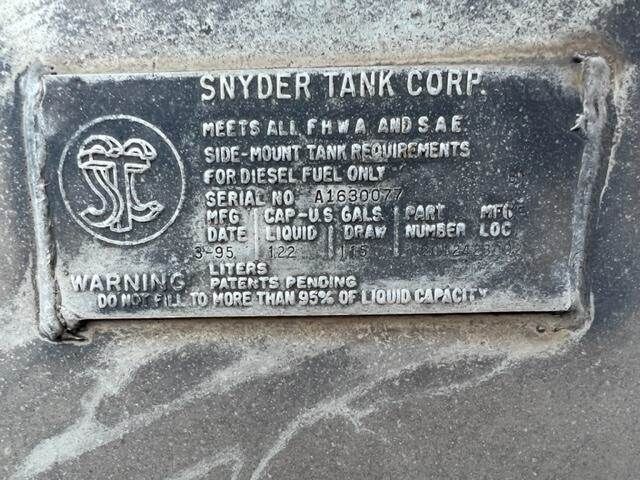 SNYDER TANK CORP.
STC
MEETS ALL F.H.W.A. AND S.A.E.
SIDE-MOUNT TANK REQUIREMENTS
FOR DIESEL FUEL ONLY
SERIAL NO. A1630077
MFG CAP-U.S. GALS. PART MFG
DATE LIQUID DRAW NUMBER LOC
3-95 122
LITERS
WARNING PATENTS PENDING
DO NOT FILL TO MORE THAN 95% OF LIQUID CAPACITY